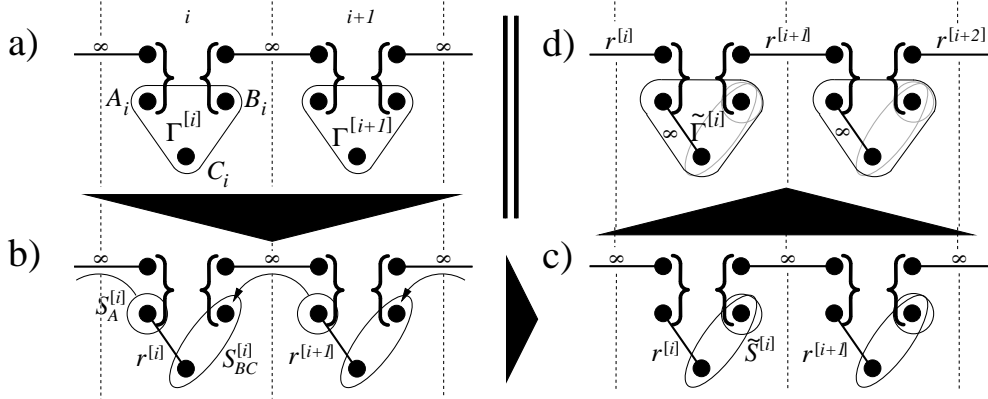 i i+1
a) ∞ ∞ ∞
A_i B_i
Γ^[i] Γ^[i+1]
C_i
b) ∞ ∞ ∞
S_A^[i]
r^[i] S_BC^[i] r^[i+1]
d) r^[i] r^[i+1] r^[i+2]
∞ Γ̃^[i] ∞
c) ∞ ∞ ∞
r^[i] S̃^[i] r^[i+1]